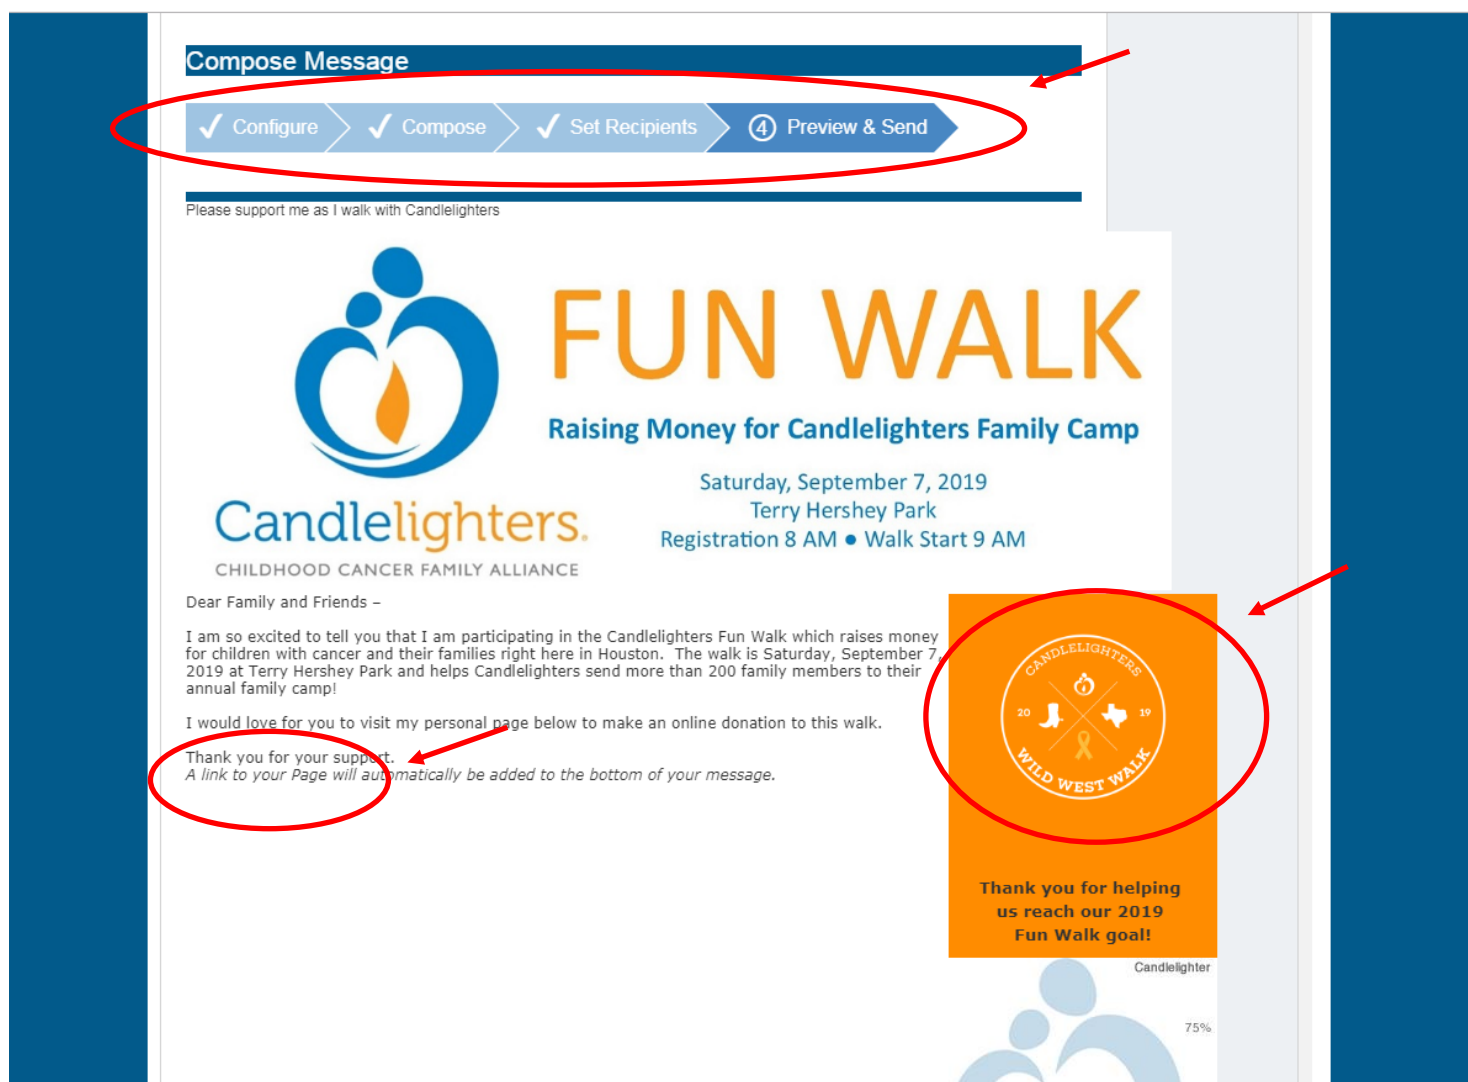 Compose Message
Configure
Compose
Set Recipients
4 Preview & Send
Please support me as I walk with Candlelighters
FUN WALK
Raising Money for Candlelighters Family Camp
Saturday, September 7, 2019
Terry Hershey Park
Registration 8 AM ● Walk Start 9 AM
Candlelighters.
CHILDHOOD CANCER FAMILY ALLIANCE
Dear Family and Friends –
I am so excited to tell you that I am participating in the Candlelighters Fun Walk which raises money
for children with cancer and their families right here in Houston.  The walk is Saturday, September 7,
2019 at Terry Hershey Park and helps Candlelighters send more than 200 family members to their
annual family camp!
I would love for you to visit my personal page below to make an online donation to this walk.
Thank you for your support.
A link to your Page will automatically be added to the bottom of your message.
CANDLELIGHTERS
20 19
WILD WEST WALK
Thank you for helping
us reach our 2019
Fun Walk goal!
Candlelighter
75%